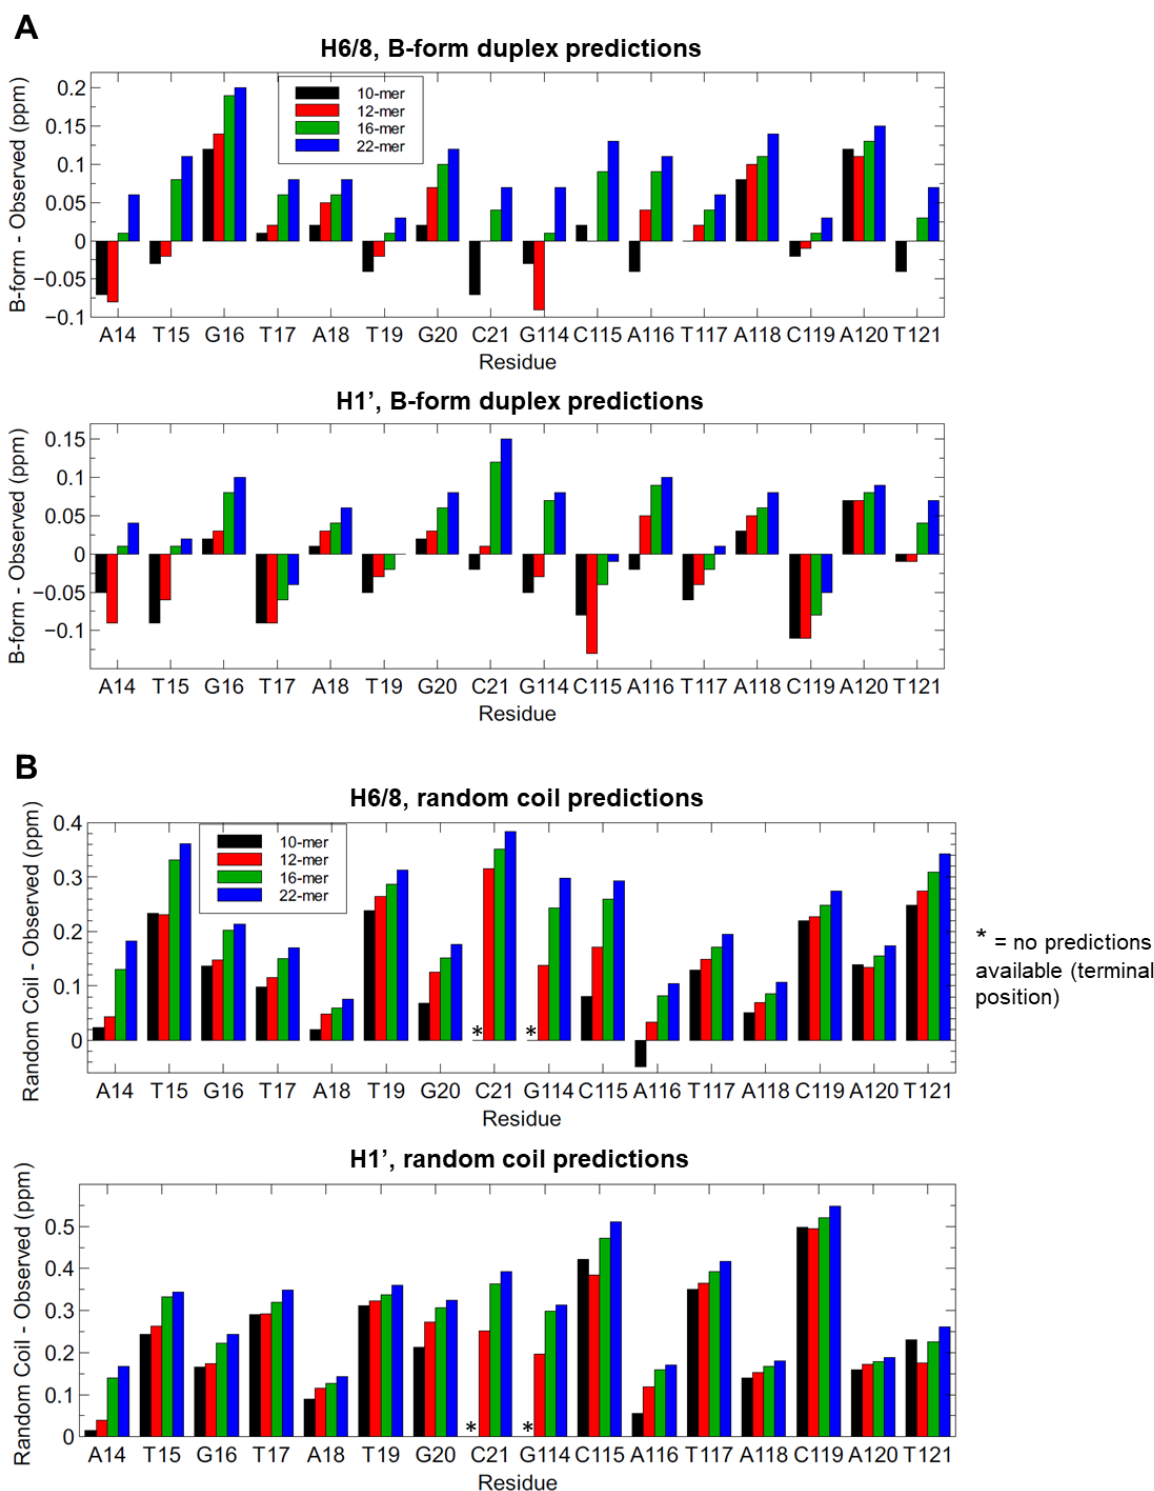 A
H6/8, B-form duplex predictions
B-form - Observed (ppm)
0.2
0.15
0.1
0.05
0
−0.05
−0.1
10-mer
12-mer
16-mer
22-mer
A14 T15 G16 T17 A18 T19 G20 C21 G114 C115 A116 T117 A118 C119 A120 T121
Residue
H1’, B-form duplex predictions
B-form - Observed (ppm)
0.15
0.1
0.05
0
−0.05
−0.1
A14 T15 G16 T17 A18 T19 G20 C21 G114 C115 A116 T117 A118 C119 A120 T121
Residue
B
H6/8, random coil predictions
Random Coil - Observed (ppm)
0.4
0.3
0.2
0.1
0
10-mer
12-mer
16-mer
22-mer
* *
A14 T15 G16 T17 A18 T19 G20 C21 G114 C115 A116 T117 A118 C119 A120 T121
Residue
* = no predictions
available (terminal
position)
H1’, random coil predictions
Random Coil - Observed (ppm)
0.5
0.4
0.3
0.2
0.1
0
* *
A14 T15 G16 T17 A18 T19 G20 C21 G114 C115 A116 T117 A118 C119 A120 T121
Residue